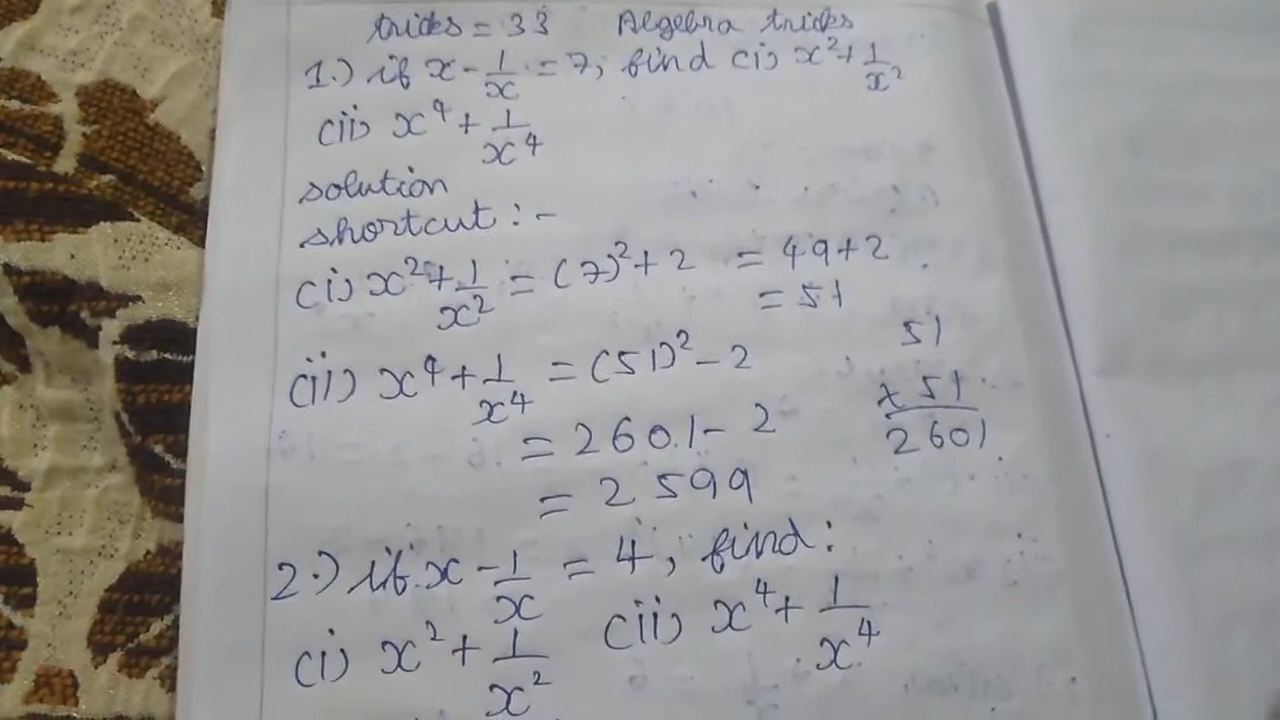 tricks = 33 Algebra tricks
1.) if x - 1/x = 7, find (i) x² + 1/x²
(ii) x⁴ + 1/x⁴
solution
shortcut :-
(i) x² + 1/x² = (7)² + 2 = 49 + 2
= 51
(ii) x⁴ + 1/x⁴ = (51)² - 2
= 2601 - 2
= 2599
51
× 51
2601
2.) if x - 1/x = 4, find :
(i) x² + 1/x² (ii) x⁴ + 1/x⁴